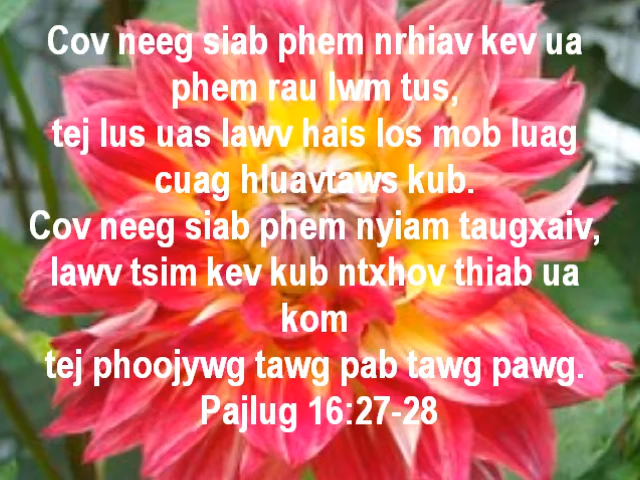 Cov neeg siab phem nrhiav kev ua
phem rau lwm tus,
tej lus uas lawv hais los mob luag
cuag hluavtaws kub.
Cov neeg siab phem nyiam taugxaiv,
lawv tsim kev kub ntxhov thiab ua
kom
tej phoojywg tawg pab tawg pawg.
Pajlug 16:27-28